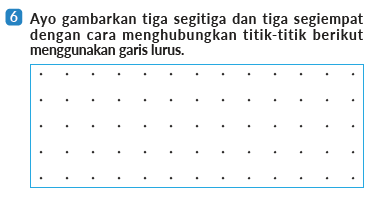 6 Ayo gambarkan tiga segitiga dan tiga segiempat
dengan cara menghubungkan titik-titik berikut
menggunakan garis lurus.